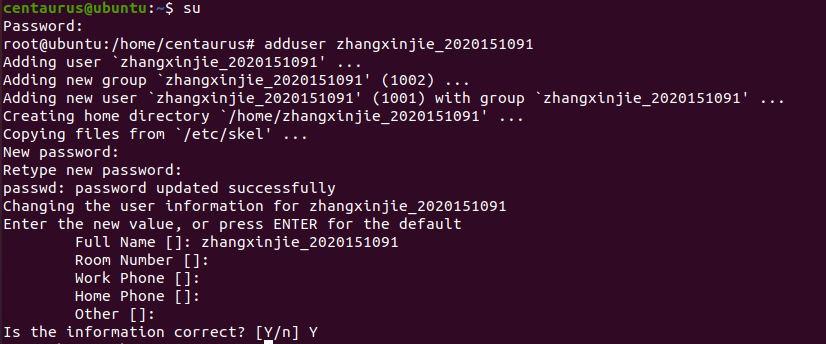 centaurus@ubuntu:~$ su
Password:
root@ubuntu:/home/centaurus# adduser zhangxinjie_2020151091
Adding user `zhangxinjie_2020151091' ...
Adding new group `zhangxinjie_2020151091' (1002) ...
Adding new user `zhangxinjie_2020151091' (1001) with group `zhangxinjie_2020151091' ...
Creating home directory `/home/zhangxinjie_2020151091' ...
Copying files from `/etc/skel' ...
New password:
Retype new password:
passwd: password updated successfully
Changing the user information for zhangxinjie_2020151091
Enter the new value, or press ENTER for the default
        Full Name []: zhangxinjie_2020151091
        Room Number []:
        Work Phone []:
        Home Phone []:
        Other []:
Is the information correct? [Y/n] Y